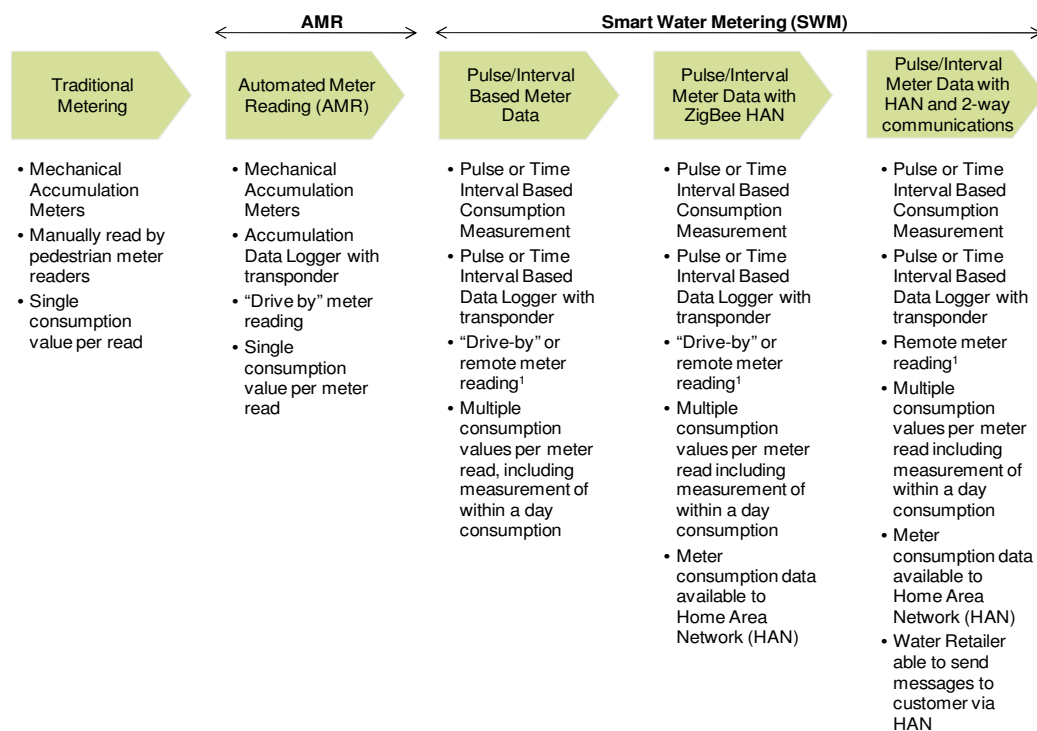 AMR
Smart Water Metering (SWM)
Traditional
Metering
Automated Meter
Reading (AMR)
Pulse/Interval
Based Meter
Data
Pulse/Interval
Meter Data with
ZigBee HAN
Pulse/Interval
Meter Data with
HAN and 2-way
communications
• Mechanical
Accumulation
Meters
• Manually read by
pedestrian meter
readers
• Single
consumption
value per read
• Mechanical
Accumulation
Meters
• Accumulation
Data Logger with
transponder
• “Drive by” meter
reading
• Single
consumption
value per meter
read
• Pulse or Time
Interval Based
Consumption
Measurement
• Pulse or Time
Interval Based
Data Logger with
transponder
• “Drive-by” or
remote meter
reading¹
• Multiple
consumption
values per meter
read, including
measurement of
within a day
consumption
• Pulse or Time
Interval Based
Consumption
Measurement
• Pulse or Time
Interval Based
Data Logger with
transponder
• “Drive-by” or
remote meter
reading¹
• Multiple
consumption
values per meter
read including
measurement of
within a day
consumption
• Meter
consumption data
available to
Home Area
Network (HAN)
• Pulse or Time
Interval Based
Consumption
Measurement
• Pulse or Time
Interval Based
Data Logger with
transponder
• Remote meter
reading¹
• Multiple
consumption
values per meter
read including
measurement of
within a day
consumption
• Meter
consumption data
available to
Home Area
Network (HAN)
• Water Retailer
able to send
messages to
customer via
HAN